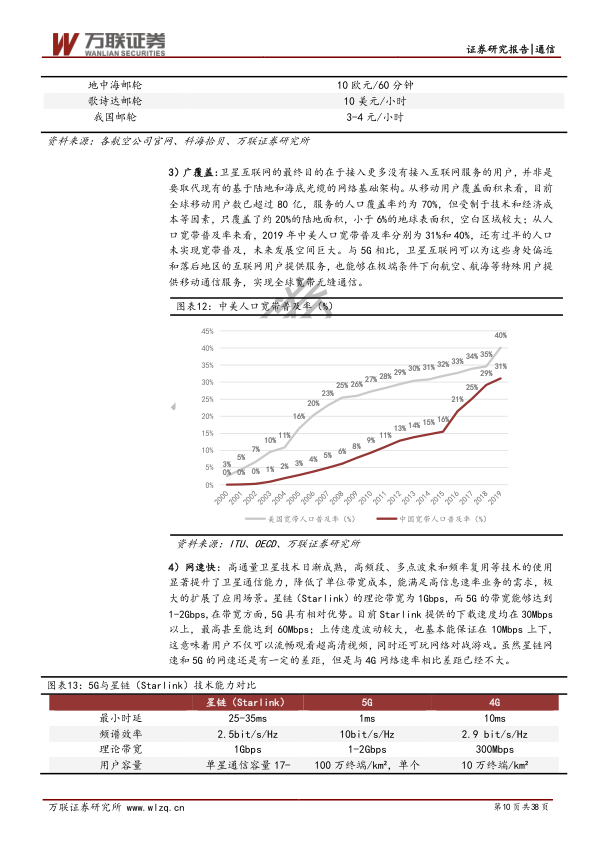 万联证券
WANLIAN SECURITIES
证券研究报告|通信
地中海邮轮 10 欧元/60 分钟
歌诗达邮轮 10 美元/小时
我国邮轮 3-4 元/小时
资料来源：各航空公司官网、科海拾贝、万联证券研究所
3）广覆盖:卫星互联网的最终目的在于接入更多没有接入互联网服务的用户，并非是
要取代现有的基于陆地和海底光缆的网络基础架构。从移动用户覆盖面积来看，目前
全球移动用户数已超过 80 亿，服务的人口覆盖率约为 70%，但受制于技术和经济成
本等因素，只覆盖了约 20%的陆地面积，小于 6%的地球表面积，空白区域较大；从人
口宽带普及率来看，2019 年中美人口宽带普及率分别为 31%和 40%，还有过半的人口
未实现宽带普及，未来发展空间巨大。与 5G 相比，卫星互联网可以为这些身处偏远
和落后地区的互联网用户提供服务，也能够在极端条件下向航空、航海等特殊用户提
供移动通信服务，实现全球宽带无缝通信。
图表12：中美人口宽带普及率（%）
45%
40%
35%
30%
25%
20%
15%
10%
5%
0%
3% 5% 7% 10% 11% 16% 20% 23% 25% 26% 27% 28% 29% 30% 31% 32% 33% 34% 35% 40%
0% 0% 0% 1% 2% 3% 4% 5% 6% 8% 9% 11% 13% 14% 15% 16% 21% 25% 29% 31%
2000 2001 2002 2003 2004 2005 2006 2007 2008 2009 2010 2011 2012 2013 2014 2015 2016 2017 2018 2019
美国宽带人口普及率（%） 中国宽带人口普及率（%）
资料来源：ITU、OECD、万联证券研究所
4）网速快：高通量卫星技术日渐成熟，高频段、多点波束和频率复用等技术的使用
显著提升了卫星通信能力，降低了单位带宽成本，能满足高信息速率业务的需求，极
大的扩展了应用场景。星链（Starlink）的理论带宽为 1Gbps，而 5G 的带宽能够达到
1-2Gbps,在带宽方面，5G 具有相对优势。目前 Starlink 提供的下载速度均在 30Mbps
以上，最高甚至能达到 60Mbps；上传速度波动较大，也基本能保证在 10Mbps 上下，
这意味着用户不仅可以流畅观看超高清视频，同时还可玩网络对战游戏。虽然星链网
速和 5G 的网速还是有一定的差距，但是与 4G 网络速率相比差距已经不大。
图表13：5G与星链（Starlink）技术能力对比
星链（Starlink） 5G 4G
最小时延 25-35ms 1ms 10ms
频谱效率 2.5bit/s/Hz 10bit/s/Hz 2.9 bit/s/Hz
理论带宽 1Gbps 1-2Gbps 300Mbps
用户容量 单星通信容量 17- 100 万终端/km²，单个 10 万终端/km²
万联证券研究所 www.wlzq.cn 第10页共38页